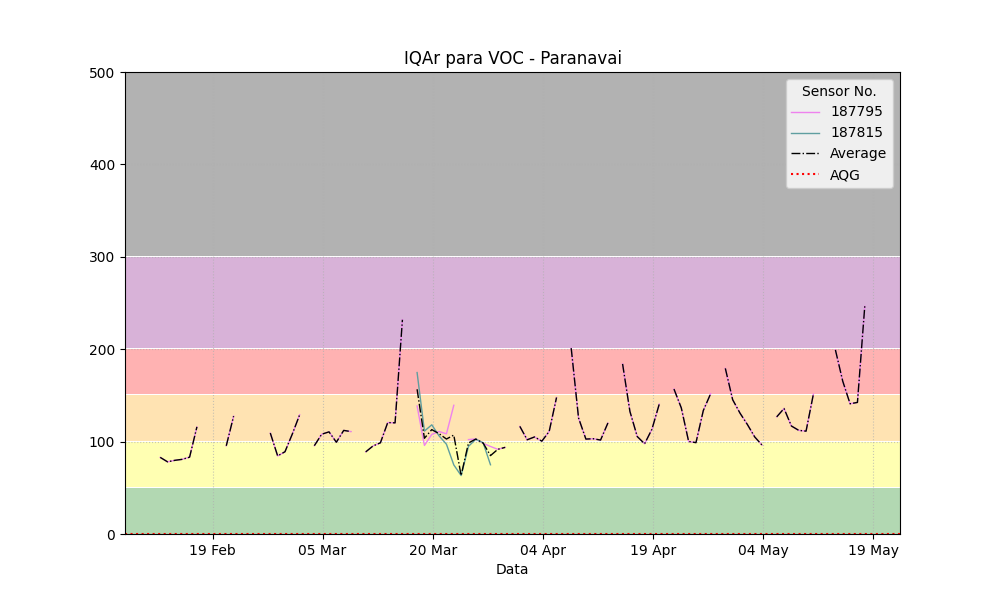 IQAr para VOC - Paranavai
500
400
300
200
100
0
Sensor No.
187795
187815
Average
AQG
19 Feb
05 Mar
20 Mar
04 Apr
19 Apr
04 May
19 May
Data